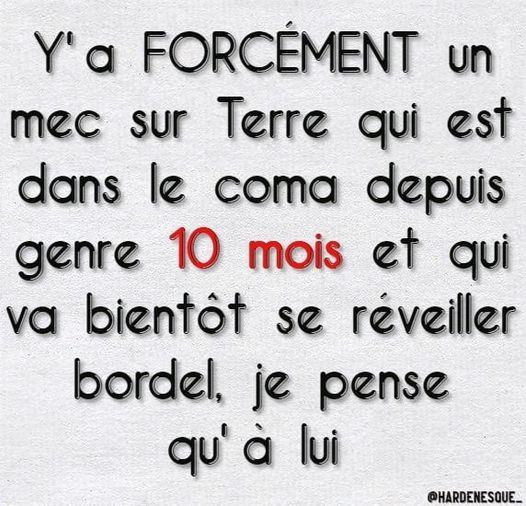 Y'a FORCÉMENT un
mec sur Terre qui est
dans le coma depuis
genre 10 mois et qui
va bientôt se réveiller
bordel, je pense
qu'à lui
@HARDENESQUE_